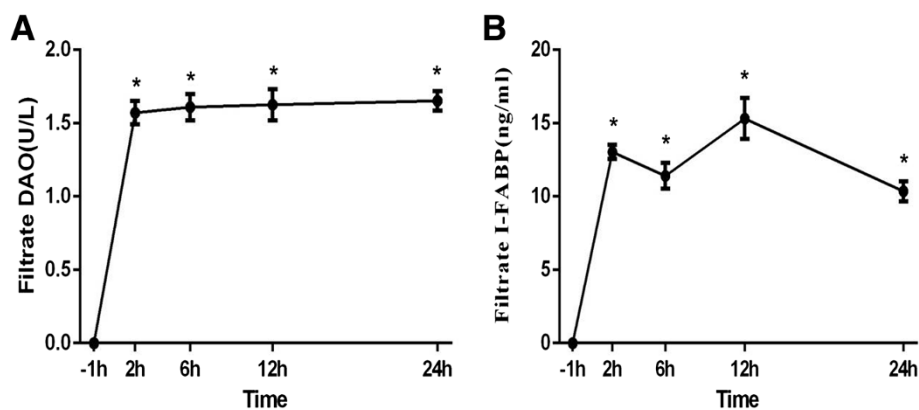 A
Filtrate DAO(U/L)
2.0
1.5
1.0
0.5
0.0
* * * *
-1h 2h 6h 12h 24h
Time
B
Filtrate I-FABP(ng/ml)
20
15
10
5
0
* * * *
-1h 2h 6h 12h 24h
Time